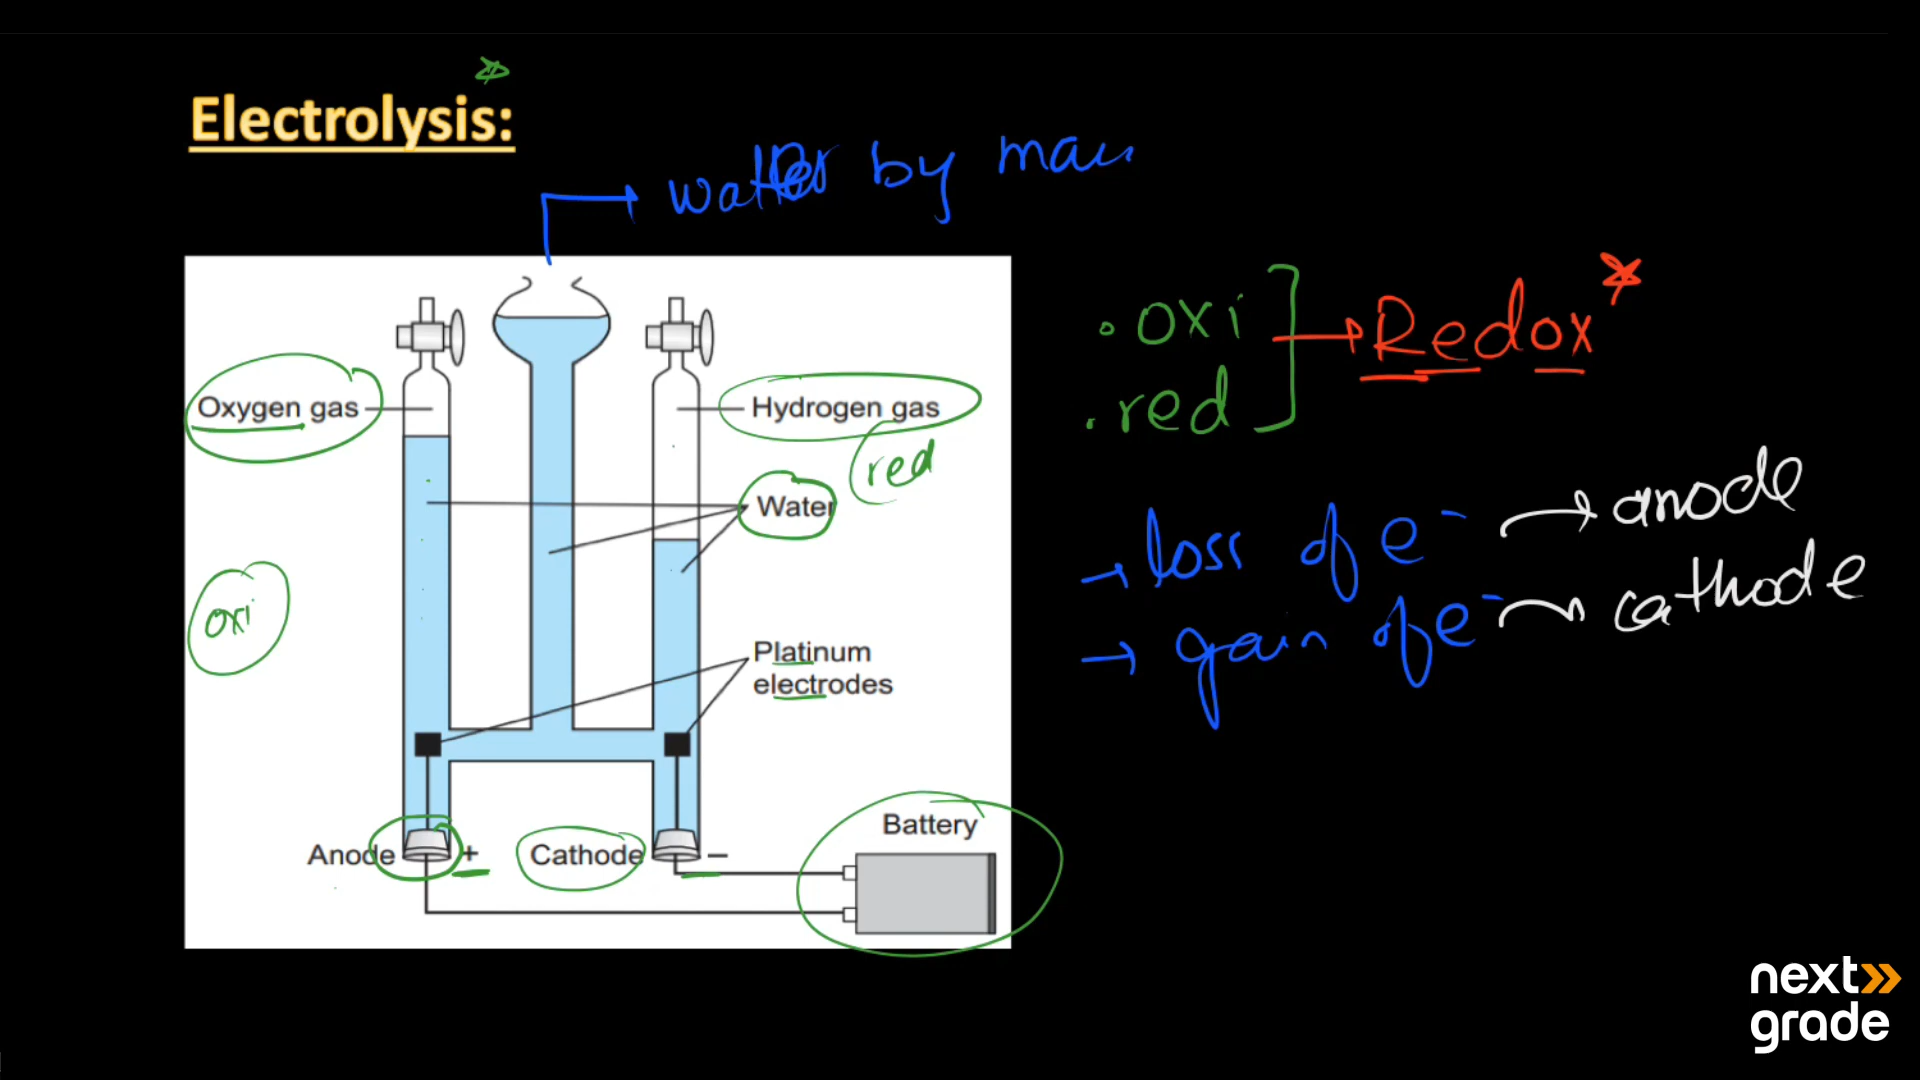 Electrolysis:
water by man
Oxygen gas
Hydrogen gas
red
Water
oxi
Platinum
electrodes
Anode +
Cathode –
Battery
. oxi
. red
→ Redox *
→ loss of e⁻ → anode
→ gain of e⁻ → cathode
next
grade